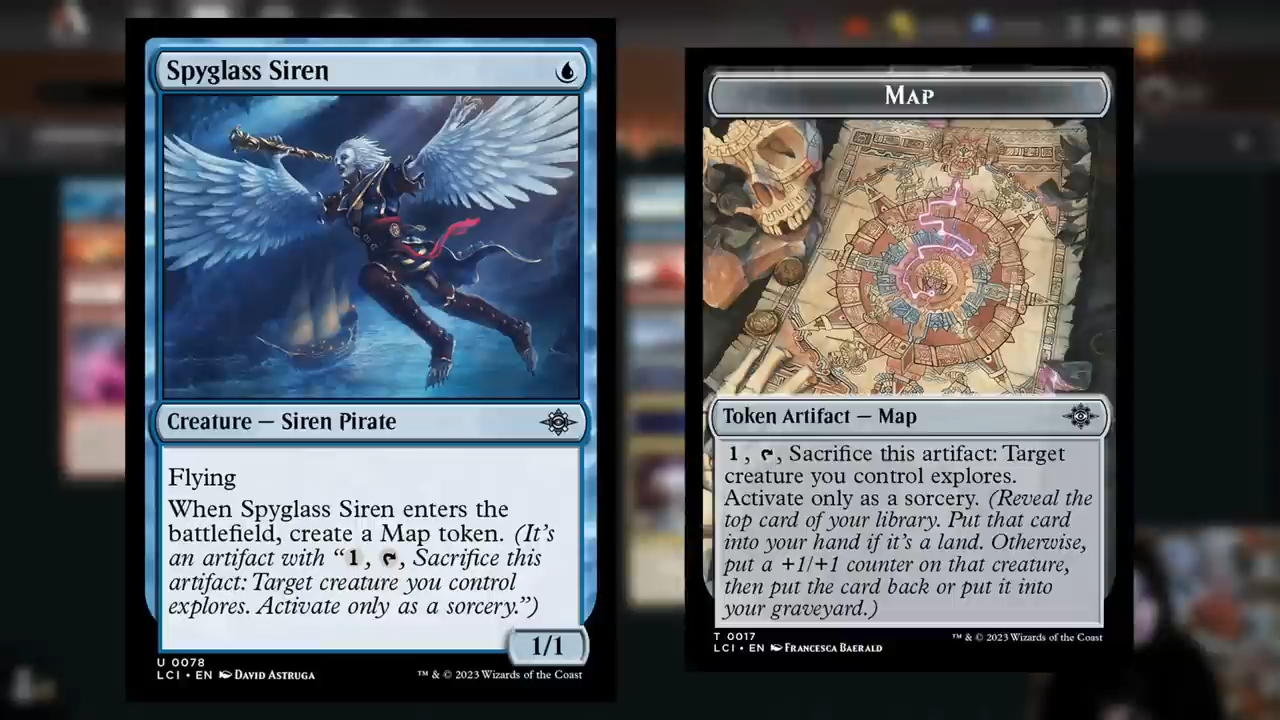 Spyglass Siren
Creature — Siren Pirate
Flying
When Spyglass Siren enters the
battlefield, create a Map token. (It's
an artifact with “1, , Sacrifice this
artifact: Target creature you control
explores. Activate only as a sorcery.”)
1/1
U 0078
LCI • EN DAVID ASTRUGA
™ & © 2023 Wizards of the Coast
MAP
Token Artifact — Map
1, , Sacrifice this artifact: Target
creature you control explores.
Activate only as a sorcery. (Reveal the
top card of your library. Put that card
into your hand if it's a land. Otherwise,
put a +1/+1 counter on that creature,
then put the card back or put it into
your graveyard.)
T 0017
LCI • EN FRANCESCA BAERALD
™ & © 2023 Wizards of the Coast